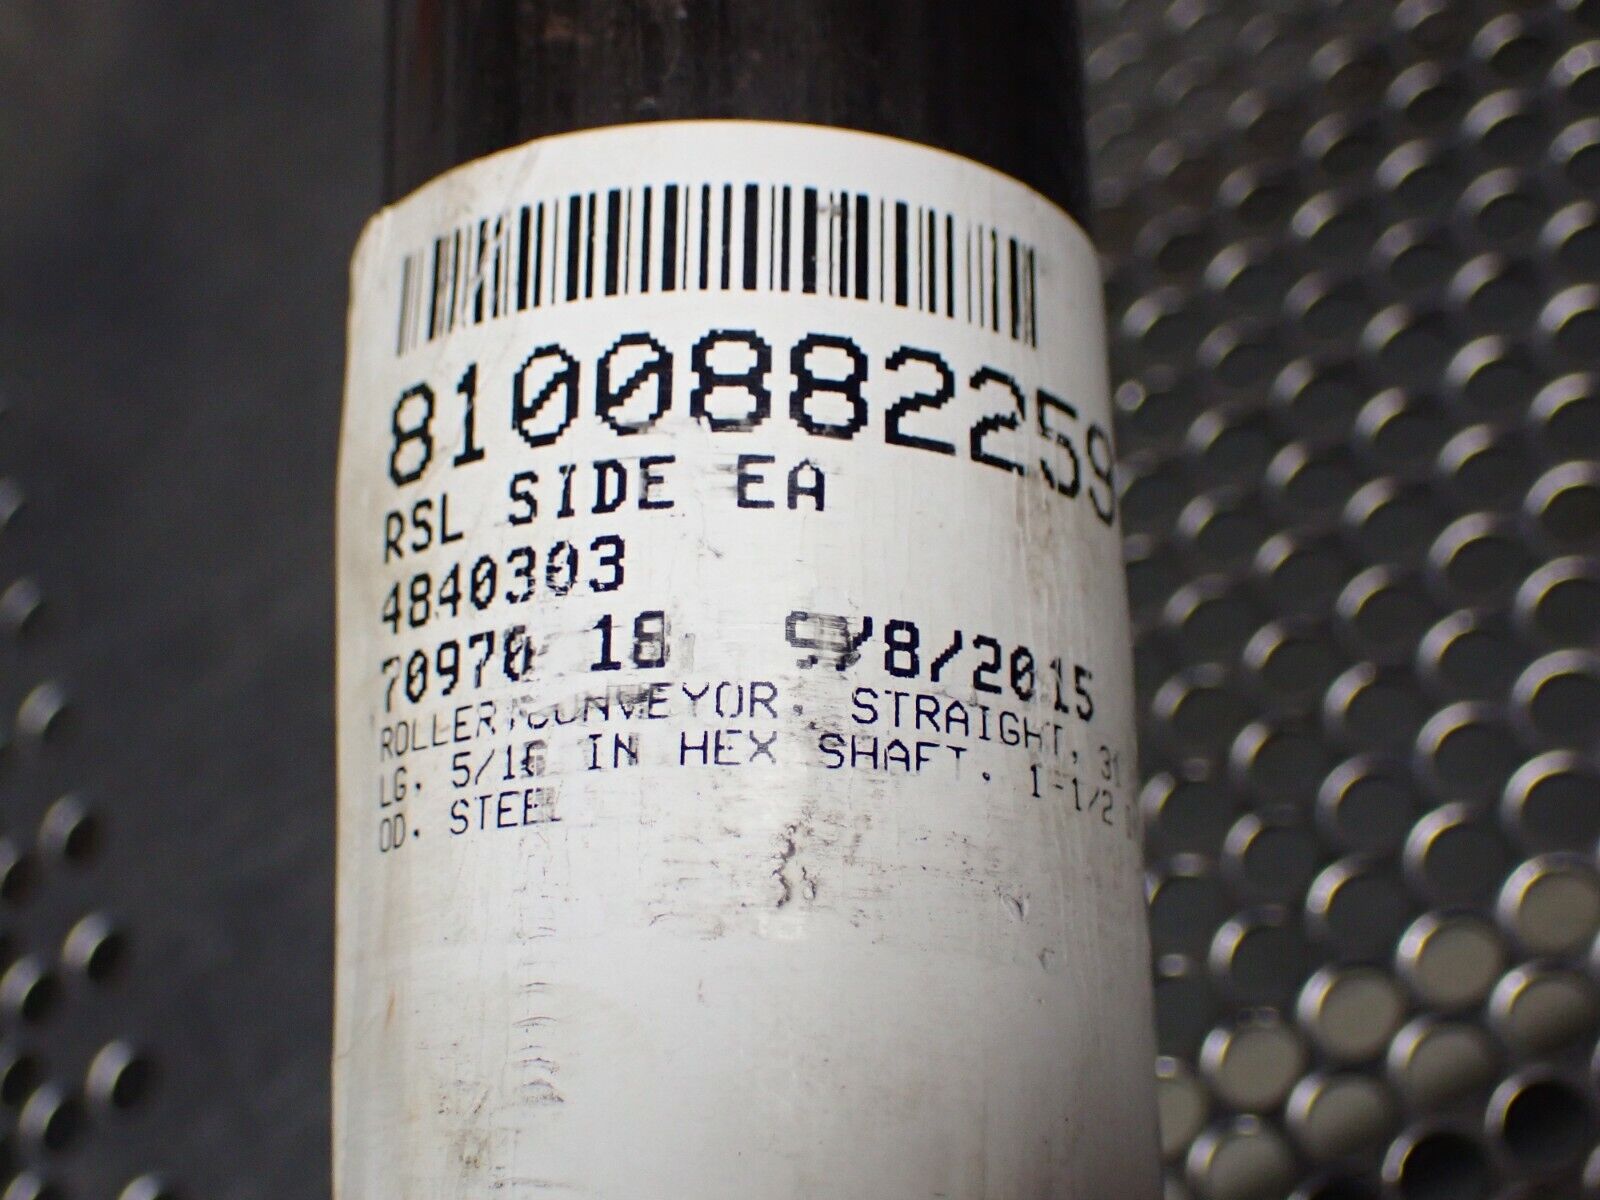 8100882259
RSL SIDE EA
4840303
70970 18 9/8/2015
ROLLER, CONVEYOR, STRAIGHT, 31
LG, 5/16 IN HEX SHAFT, 1-1/2
OD, STEEL